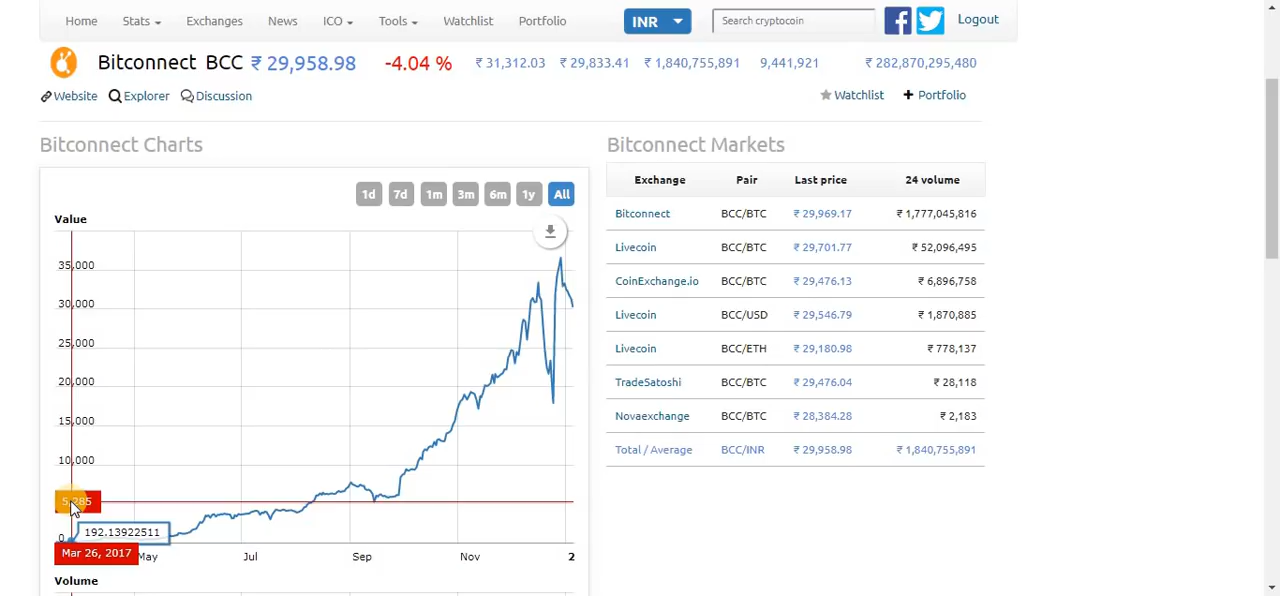 Home Stats Exchanges News ICO Tools Watchlist Portfolio INR Search cryptocoin f Logout
Bitconnect BCC ₹ 29,958.98 -4.04 % ₹ 31,312.03 ₹ 29,833.41 ₹ 1,840,755,891 9,441,921 ₹ 282,870,295,480
Website Explorer Discussion Watchlist + Portfolio
Bitconnect Charts
1d 7d 1m 3m 6m 1y All
Value
35,000
30,000
25,000
20,000
15,000
10,000
5,285
0
192.13922511
Mar 26, 2017 May Jul Sep Nov 2
Volume
Bitconnect Markets
Exchange Pair Last price 24 volume
Bitconnect BCC/BTC ₹ 29,969.17 ₹ 1,777,045,816
Livecoin BCC/BTC ₹ 29,701.77 ₹ 52,096,495
CoinExchange.io BCC/BTC ₹ 29,476.13 ₹ 6,896,758
Livecoin BCC/USD ₹ 29,546.79 ₹ 1,870,885
Livecoin BCC/ETH ₹ 29,180.98 ₹ 778,137
TradeSatoshi BCC/BTC ₹ 29,476.04 ₹ 28,118
Novaexchange BCC/BTC ₹ 28,384.28 ₹ 2,183
Total / Average BCC/INR ₹ 29,958.98 ₹ 1,840,755,891